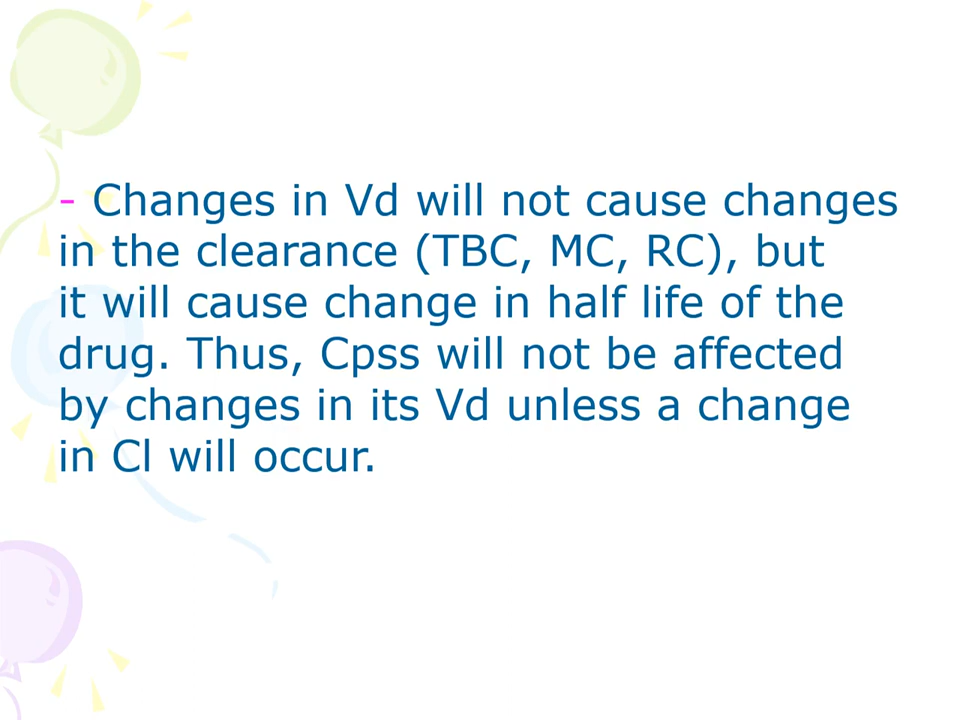 - Changes in Vd will not cause changes
in the clearance (TBC, MC, RC), but
it will cause change in half life of the
drug. Thus, Cpss will not be affected
by changes in its Vd unless a change
in Cl will occur.